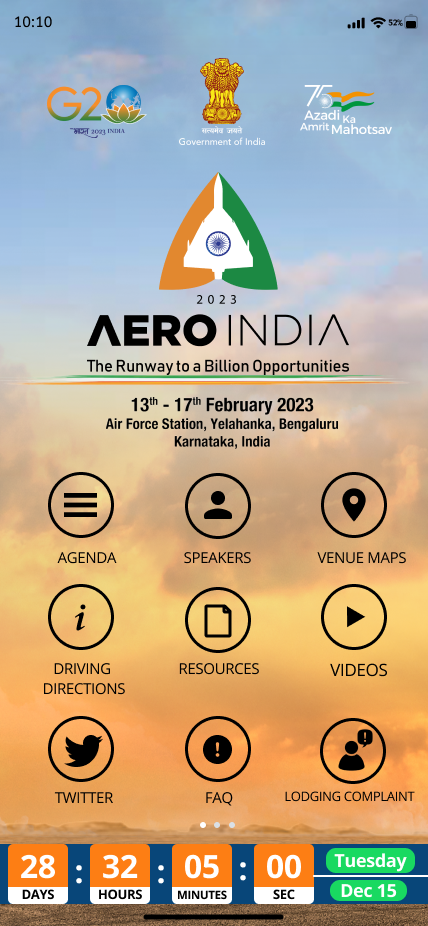 10:10
52%
G20
भारत 2023 INDIA
सत्यमेव जयते
Government of India
75
Azadi Ka
Amrit Mahotsav
2023
AERO INDIA
The Runway to a Billion Opportunities
13th - 17th February 2023
Air Force Station, Yelahanka, Bengaluru
Karnataka, India
AGENDA
SPEAKERS
VENUE MAPS
DRIVING
DIRECTIONS
RESOURCES
VIDEOS
TWITTER
FAQ
LODGING COMPLAINT
28 : 32 : 05 : 00
DAYS HOURS MINUTES SEC
Tuesday
Dec 15